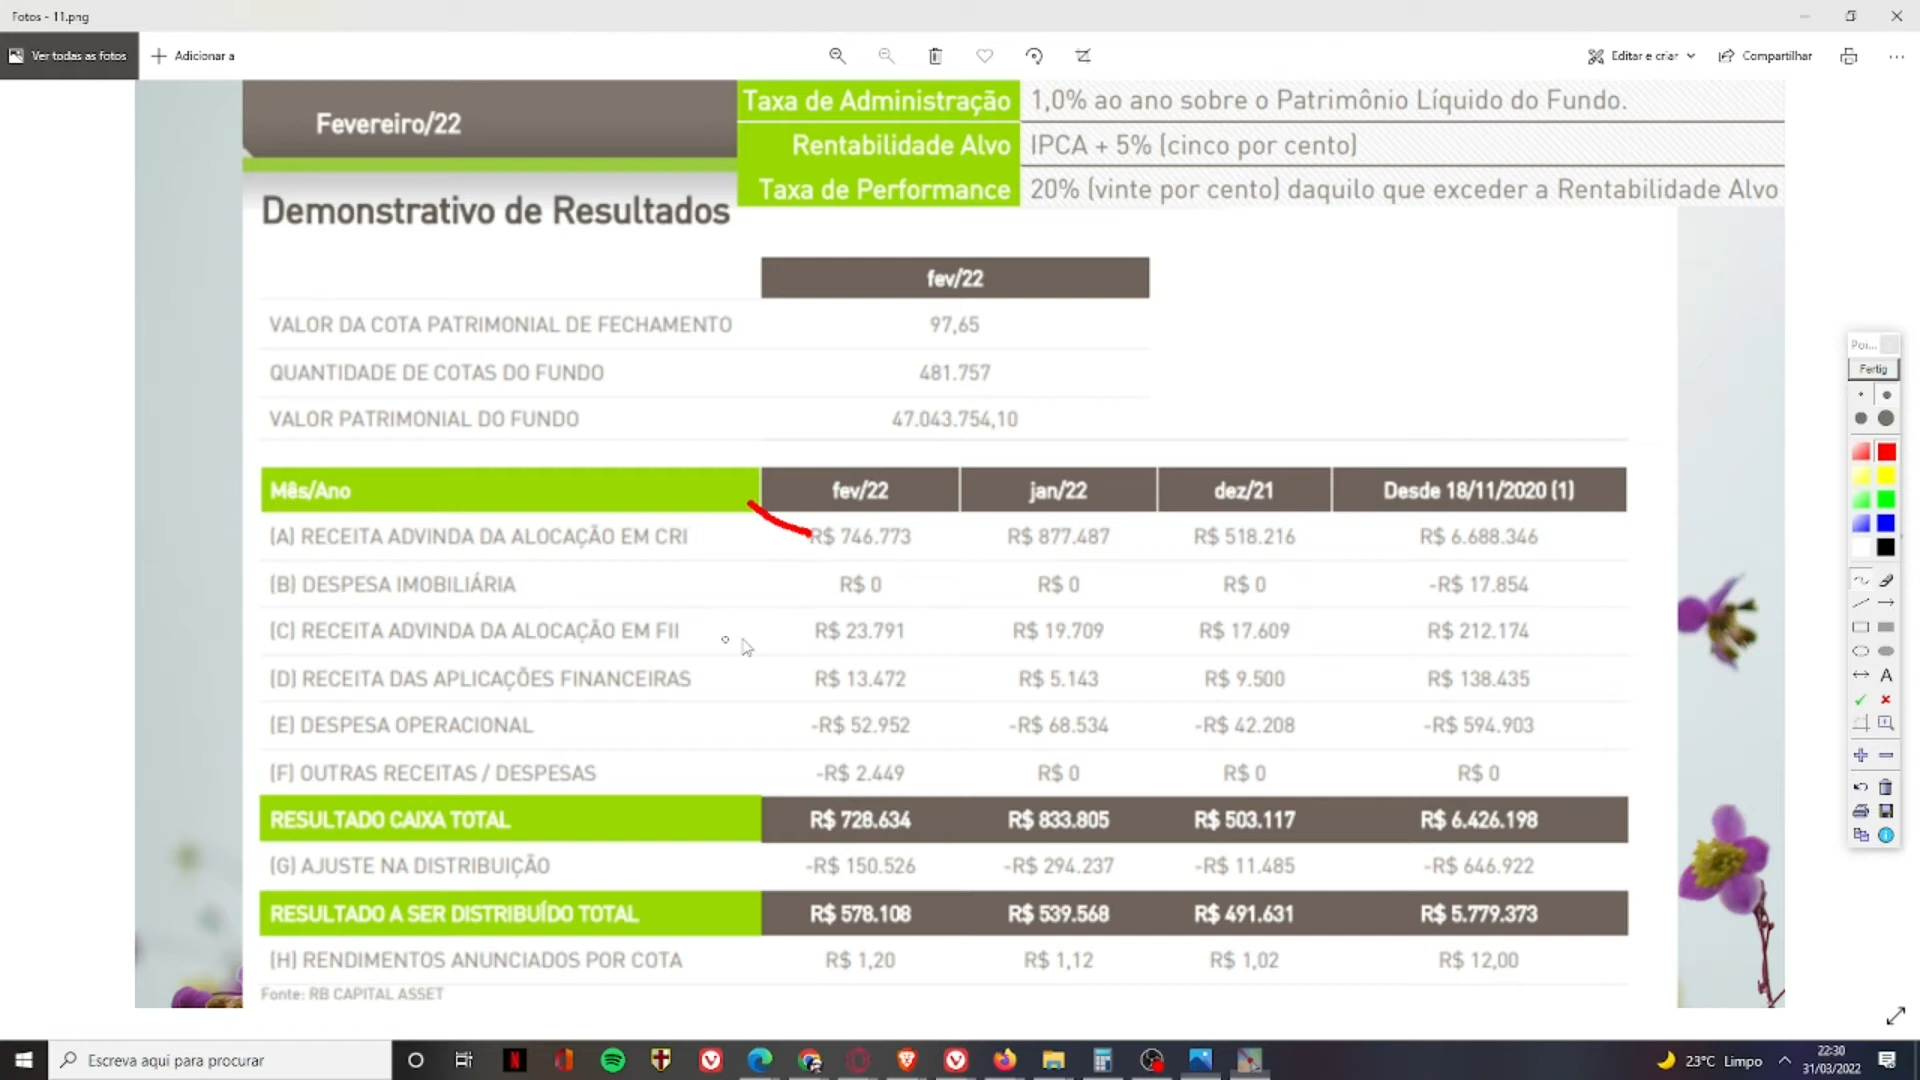 Fotos - 11.png
Ver todas as fotos
Adicionar a
Editar e criar
Compartilhar
Fevereiro/22
Taxa de Administração 1,0% ao ano sobre o Patrimônio Líquido do Fundo.
Rentabilidade Alvo IPCA + 5% (cinco por cento)
Taxa de Performance 20% (vinte por cento) daquilo que exceder a Rentabilidade Alvo
Demonstrativo de Resultados
fev/22
VALOR DA COTA PATRIMONIAL DE FECHAMENTO 97,65
QUANTIDADE DE COTAS DO FUNDO 481.757
VALOR PATRIMONIAL DO FUNDO 47.043.754,10
Mês/Ano fev/22 jan/22 dez/21 Desde 18/11/2020 (1)
(A) RECEITA ADVINDA DA ALOCAÇÃO EM CRI R$ 746.773 R$ 877.487 R$ 518.216 R$ 6.688.346
(B) DESPESA IMOBILIÁRIA R$ 0 R$ 0 R$ 0 -R$ 17.854
(C) RECEITA ADVINDA DA ALOCAÇÃO EM FII R$ 23.791 R$ 19.709 R$ 17.609 R$ 212.174
(D) RECEITA DAS APLICAÇÕES FINANCEIRAS R$ 13.472 R$ 5.143 R$ 9.500 R$ 138.435
(E) DESPESA OPERACIONAL -R$ 52.952 -R$ 68.534 -R$ 42.208 -R$ 594.903
(F) OUTRAS RECEITAS / DESPESAS -R$ 2.449 R$ 0 R$ 0 R$ 0
RESULTADO CAIXA TOTAL R$ 728.634 R$ 833.805 R$ 503.117 R$ 6.426.198
(G) AJUSTE NA DISTRIBUIÇÃO -R$ 150.526 -R$ 294.237 -R$ 11.485 -R$ 646.922
RESULTADO A SER DISTRIBUÍDO TOTAL R$ 578.108 R$ 539.568 R$ 491.631 R$ 5.779.373
(H) RENDIMENTOS ANUNCIADOS POR COTA R$ 1,20 R$ 1,12 R$ 1,02 R$ 12,00
Fonte: RB CAPITAL ASSET
Poi...
Fertig
A
Escreva aqui para procurar
23°C Limpo
22:30
31/03/2022